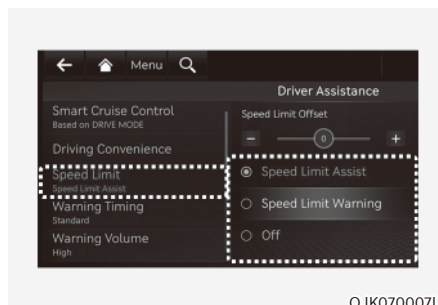 Menu
Driver Assistance
Smart Cruise Control
Based on DRIVE MODE
Driving Convenience
Speed Limit
Speed Limit Assist
Warning Timing
Standard
Warning Volume
High
Speed Limit Offset
− 0 +
Speed Limit Assist
Speed Limit Warning
Off
OJK070007L